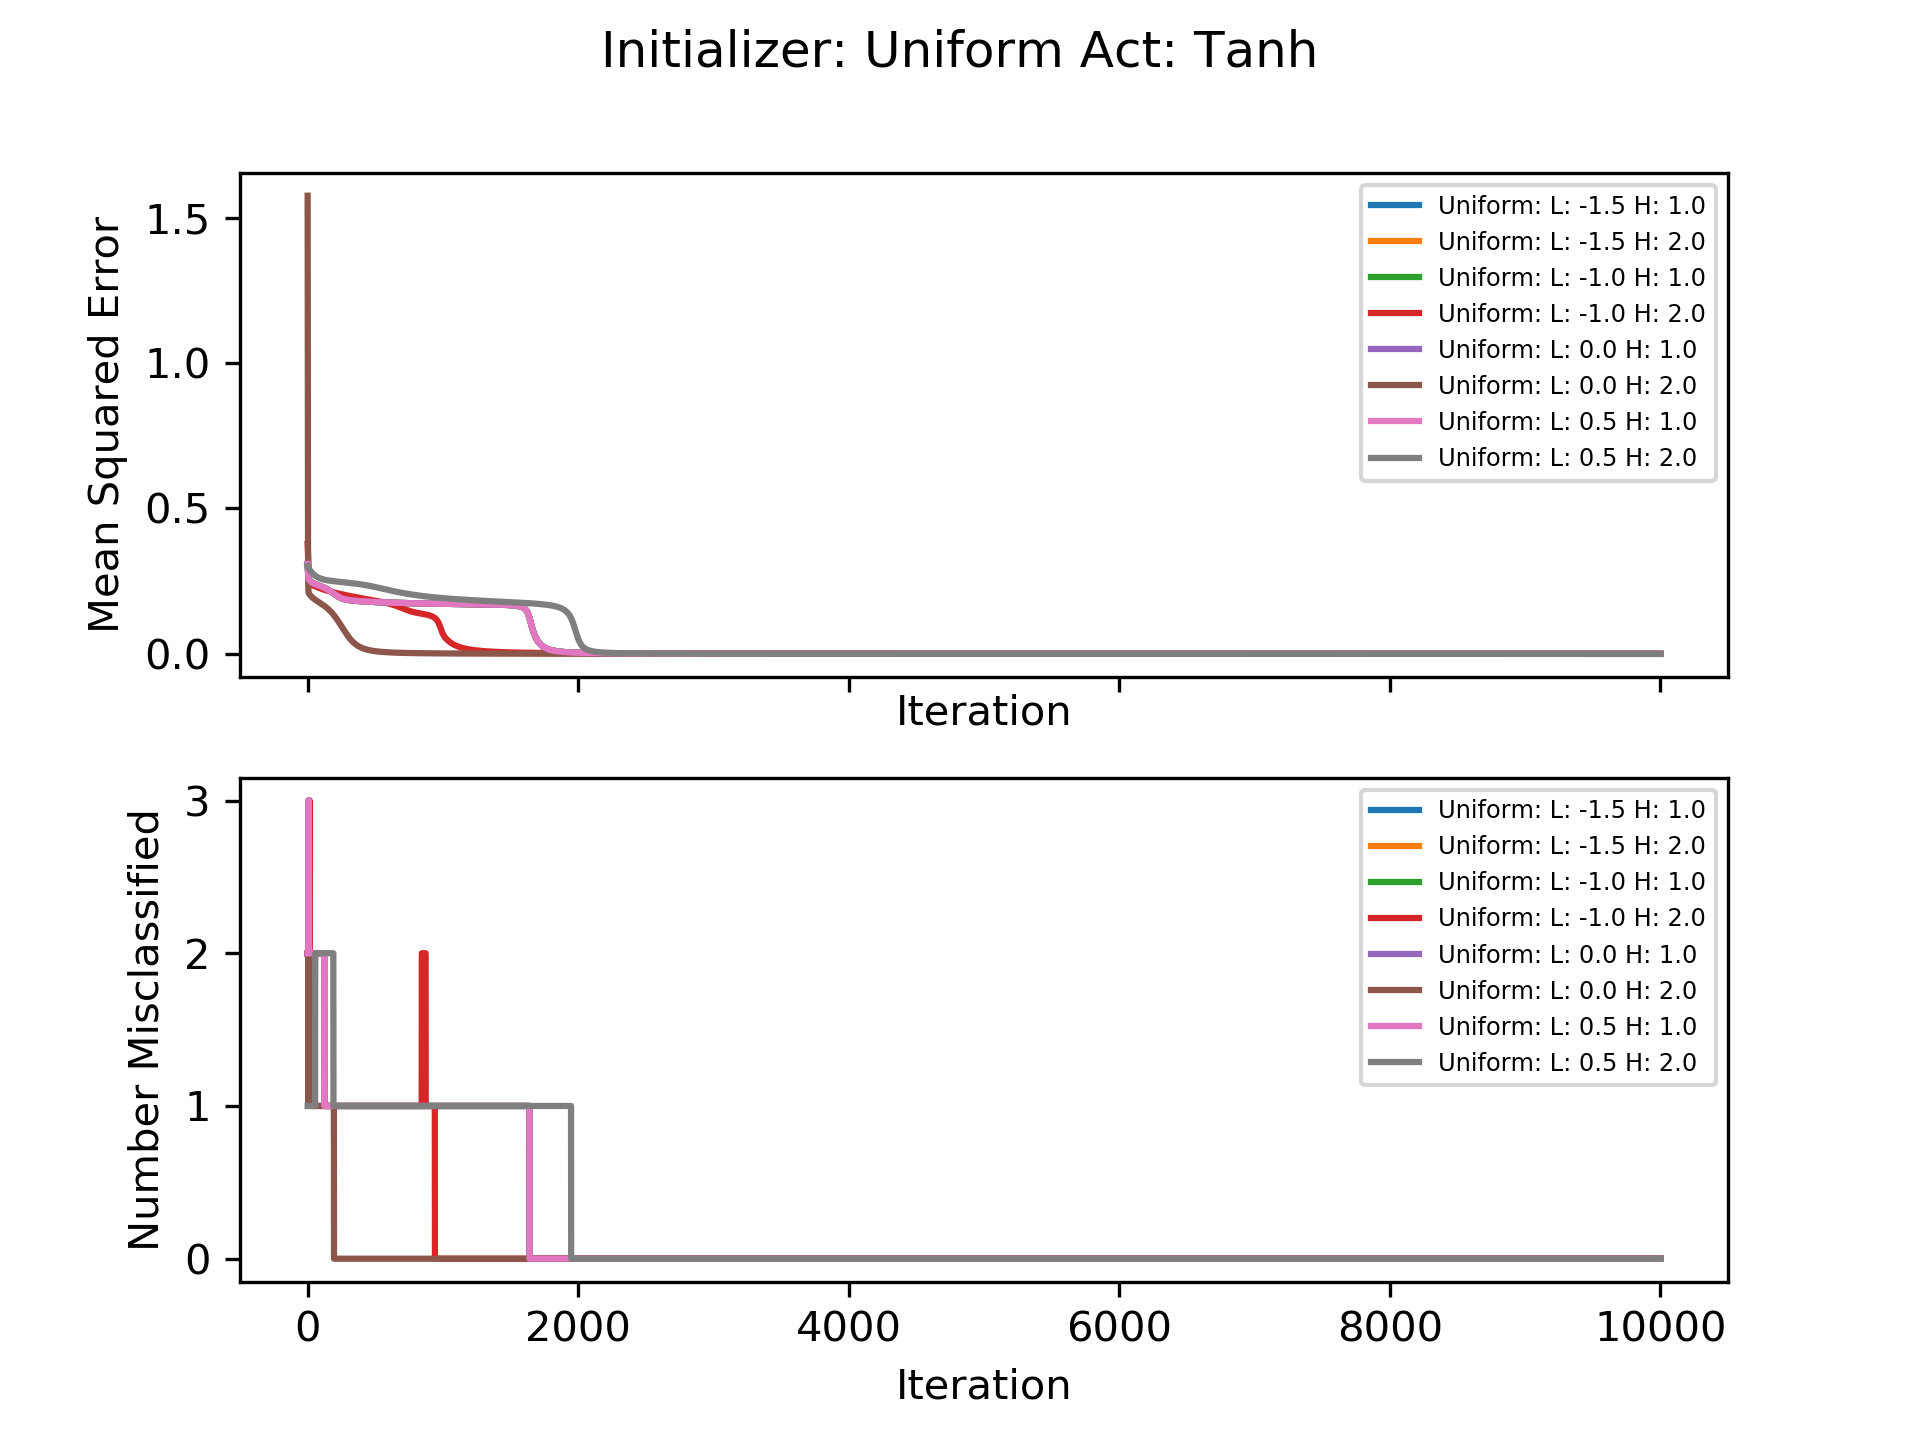 Initializer: Uniform Act: Tanh
Mean Squared Error
1.5
1.0
0.5
0.0
Uniform: L: -1.5 H: 1.0
Uniform: L: -1.5 H: 2.0
Uniform: L: -1.0 H: 1.0
Uniform: L: -1.0 H: 2.0
Uniform: L: 0.0 H: 1.0
Uniform: L: 0.0 H: 2.0
Uniform: L: 0.5 H: 1.0
Uniform: L: 0.5 H: 2.0
Iteration
Number Misclassified
3
2
1
0
Uniform: L: -1.5 H: 1.0
Uniform: L: -1.5 H: 2.0
Uniform: L: -1.0 H: 1.0
Uniform: L: -1.0 H: 2.0
Uniform: L: 0.0 H: 1.0
Uniform: L: 0.0 H: 2.0
Uniform: L: 0.5 H: 1.0
Uniform: L: 0.5 H: 2.0
0 2000 4000 6000 8000 10000
Iteration